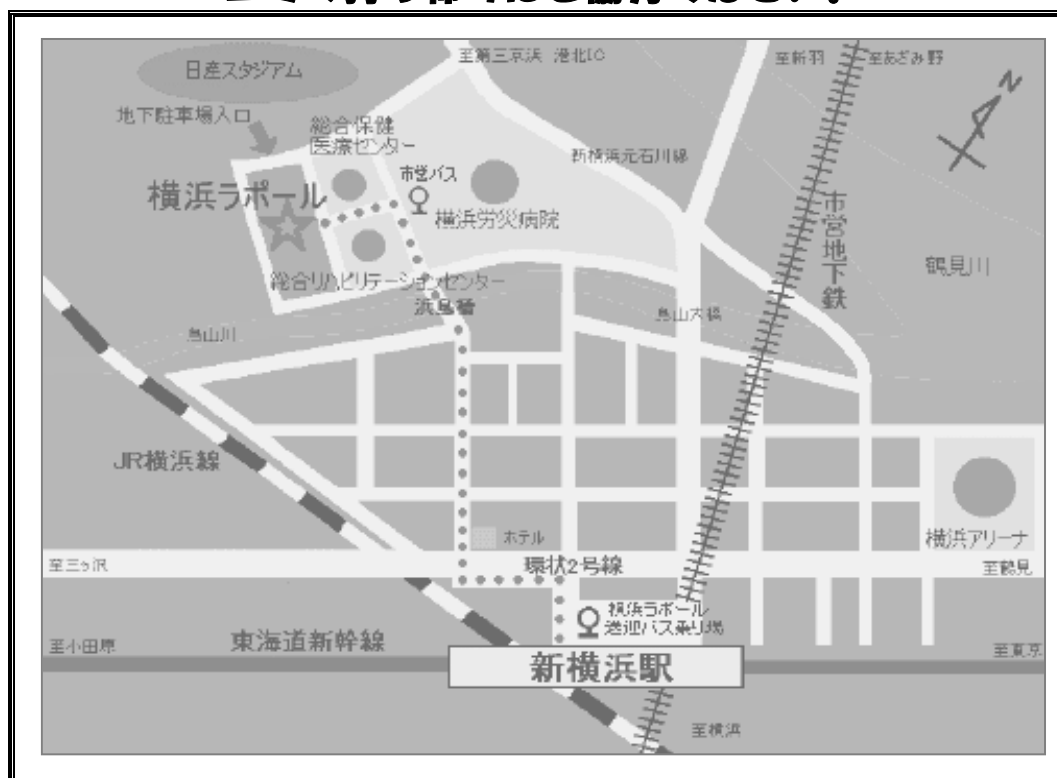 至第三京浜 港北IC
至新羽
至あざみ野
日産スタジアム
N
地下駐車場入口
総合保健
医療センター
市営バス
新横浜元石川線
横浜ラポール
横浜労災病院
市営地下鉄
鶴見川
総合リハビリテーションセンター
浜鳥橋
鳥山川
鳥山大橋
JR横浜線
ホテル
横浜アリーナ
至三ッ沢
環状2号線
至鶴見
横浜ラポール
送迎バス乗り場
至小田原
東海道新幹線
至東京
新横浜駅
至横浜